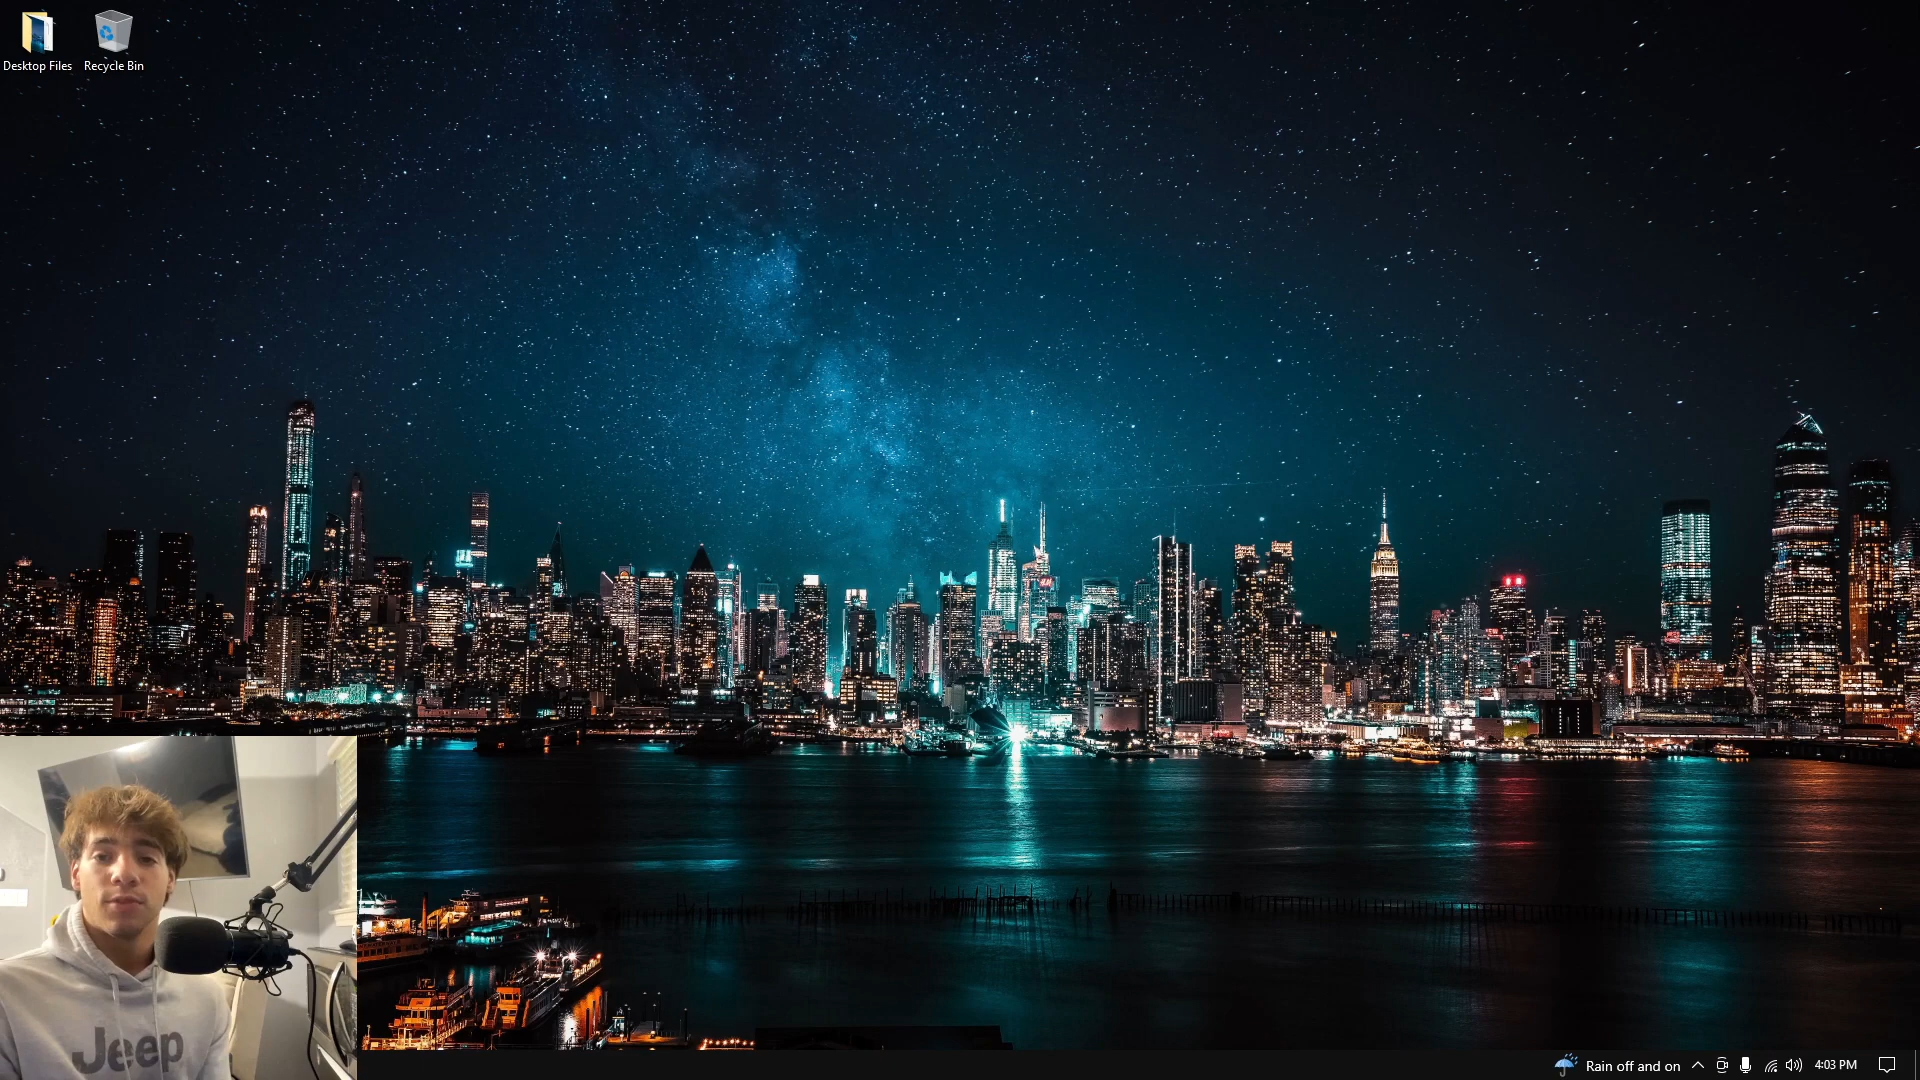 Desktop Files
Recycle Bin
Jeep
Rain off and on
4:03 PM